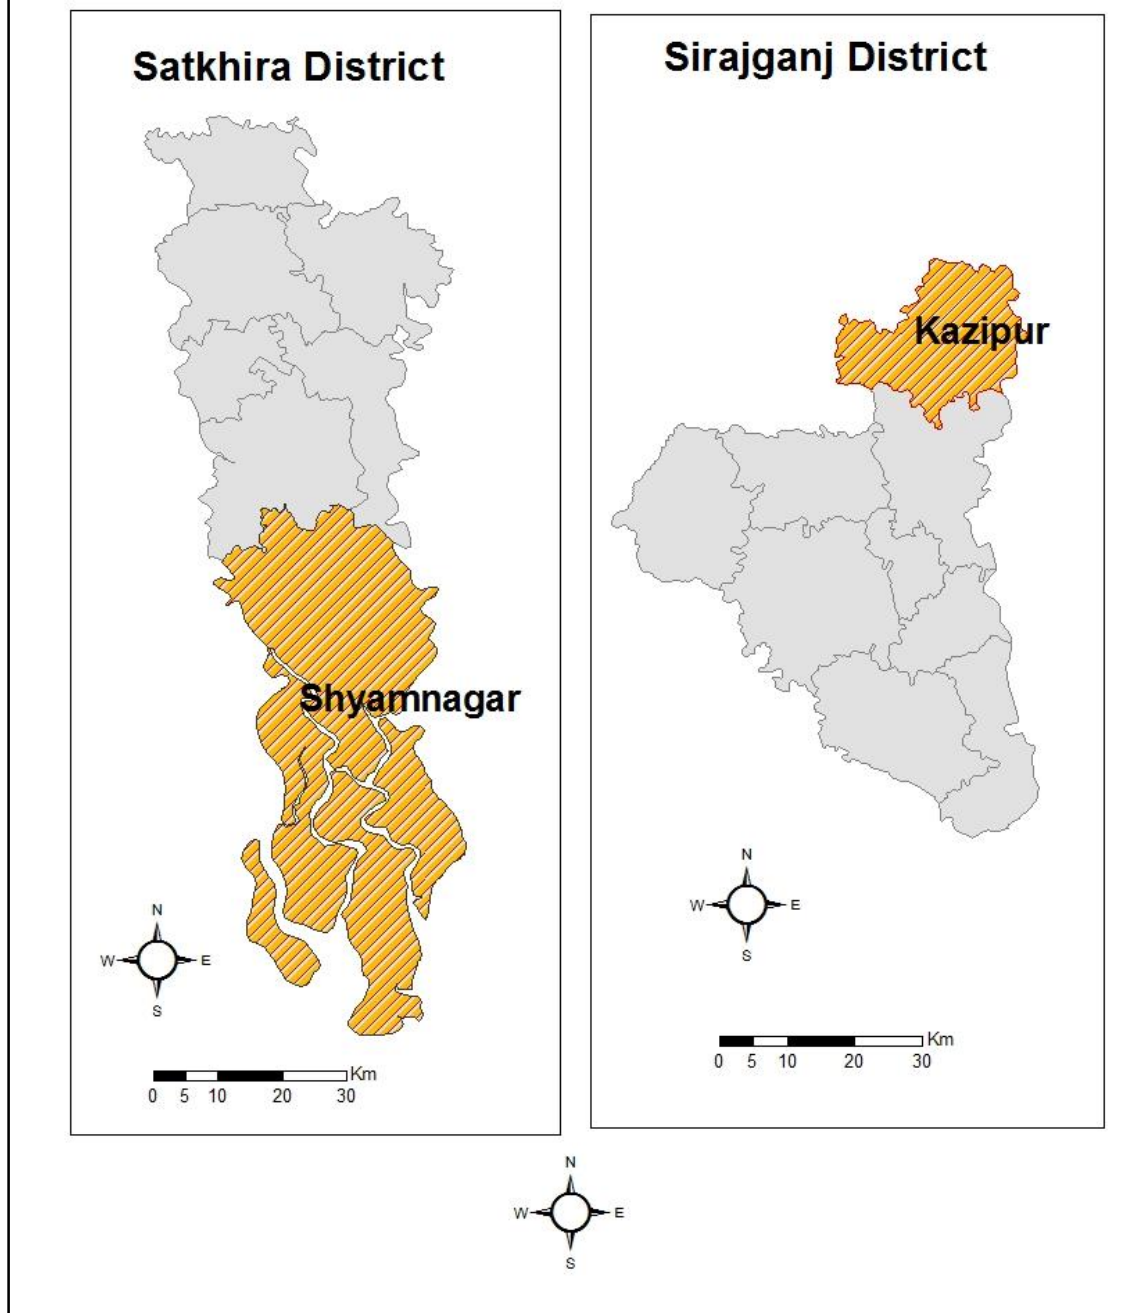 Satkhira District
Shyamnagar
N
W E
S
Km
0 5 10 20 30
Sirajganj District
Kazipur
N
W E
S
Km
0 5 10 20 30
N
W E
S